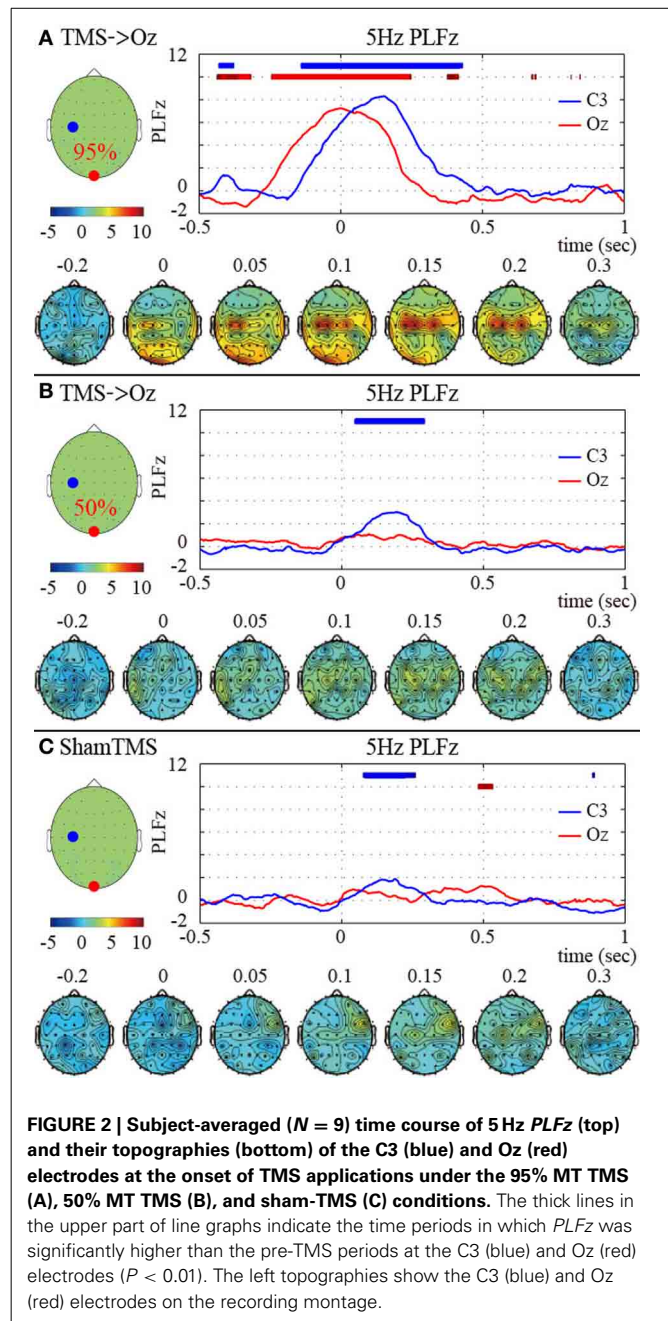 A TMS->Oz 5Hz PLFz
12
PLFz
C3
Oz
95%
0
-2
-5 0 5 10
-0.5 0 0.5 1
time (sec)
-0.2 0 0.05 0.1 0.15 0.2 0.3
B TMS->Oz 5Hz PLFz
12
PLFz
C3
Oz
50%
0
-2
-5 0 5 10
-0.5 0 0.5 1
time (sec)
-0.2 0 0.05 0.1 0.15 0.2 0.3
C ShamTMS 5Hz PLFz
12
PLFz
C3
Oz
0
-2
-5 0 5 10
-0.5 0 0.5 1
time (sec)
-0.2 0 0.05 0.1 0.15 0.2 0.3
FIGURE 2 | Subject-averaged (N = 9) time course of 5 Hz PLFz (top)
and their topographies (bottom) of the C3 (blue) and Oz (red)
electrodes at the onset of TMS applications under the 95% MT TMS
(A), 50% MT TMS (B), and sham-TMS (C) conditions. The thick lines in
the upper part of line graphs indicate the time periods in which PLFz was
significantly higher than the pre-TMS periods at the C3 (blue) and Oz (red)
electrodes (P < 0.01). The left topographies show the C3 (blue) and Oz
(red) electrodes on the recording montage.